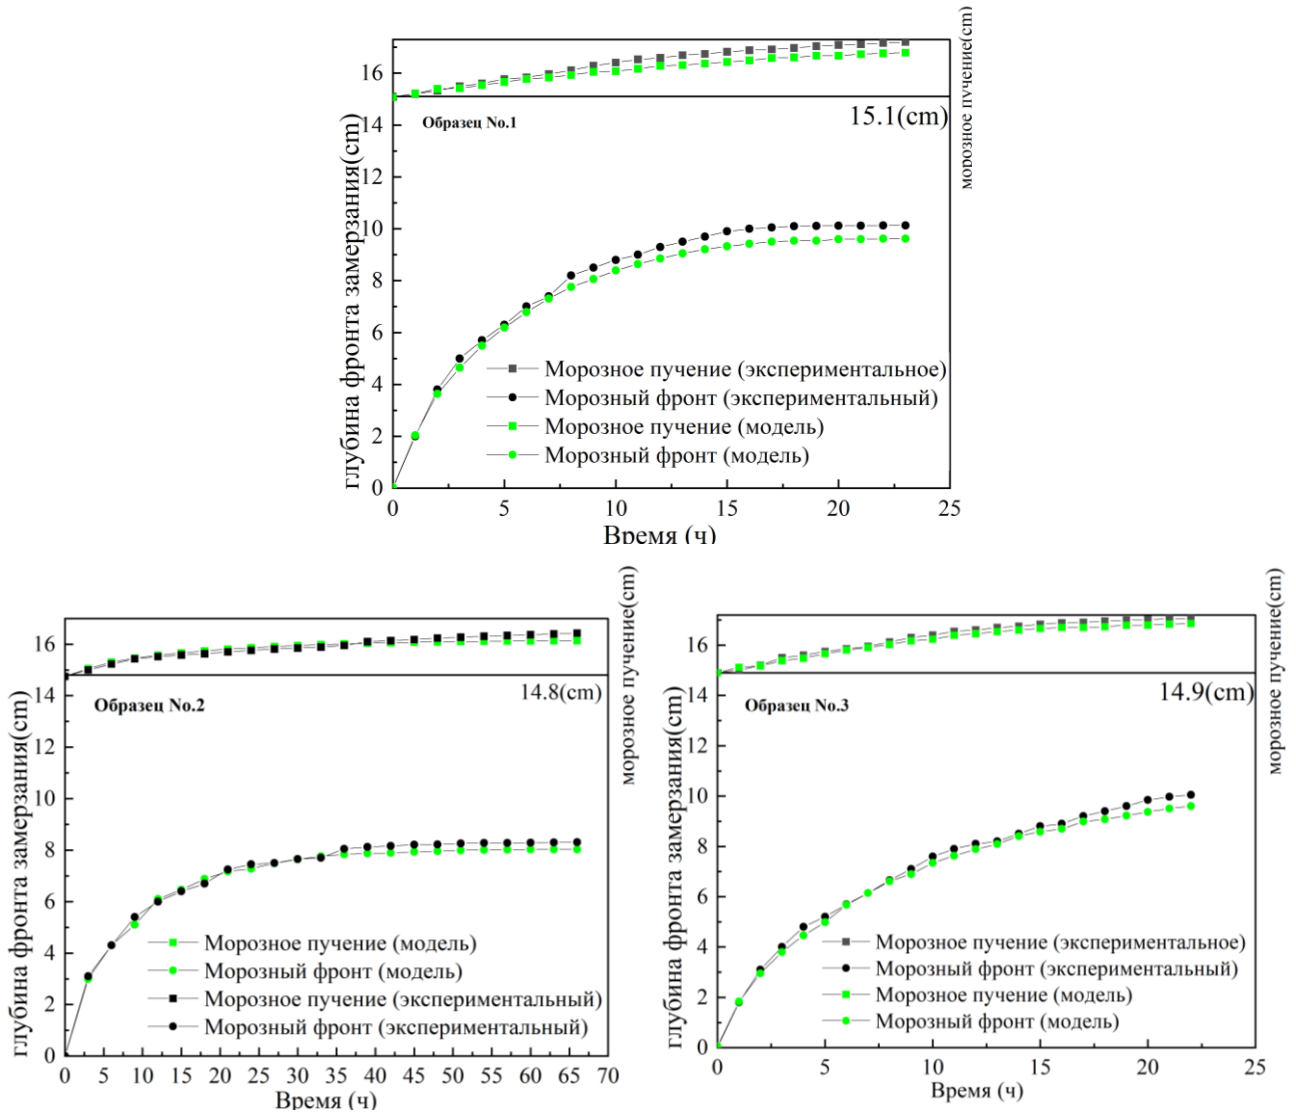 морозное пучение(cm)
глубина фронта замерзания(cm)
16
14
12
10
8
6
4
2
0
Образец No.1
15.1(cm)
Морозное пучение (экспериментальное)
Морозный фронт (экспериментальный)
Морозное пучение (модель)
Морозный фронт (модель)
0 5 10 15 20 25
Время (ч)
морозное пучение(cm)
глубина фронта замерзания(cm)
16
14
12
10
8
6
4
2
0
Образец No.2
14.8(cm)
Морозное пучение (модель)
Морозный фронт (модель)
Морозное пучение (экспериментальный)
Морозный фронт (экспериментальный)
0 5 10 15 20 25 30 35 40 45 50 55 60 65 70
Время (ч)
морозное пучение(cm)
глубина фронта замерзания(cm)
16
14
12
10
8
6
4
2
0
Образец No.3
14.9(cm)
Морозное пучение (экспериментальное)
Морозный фронт (экспериментальный)
Морозное пучение (модель)
Морозный фронт (модель)
0 5 10 15 20 25
Время (ч)